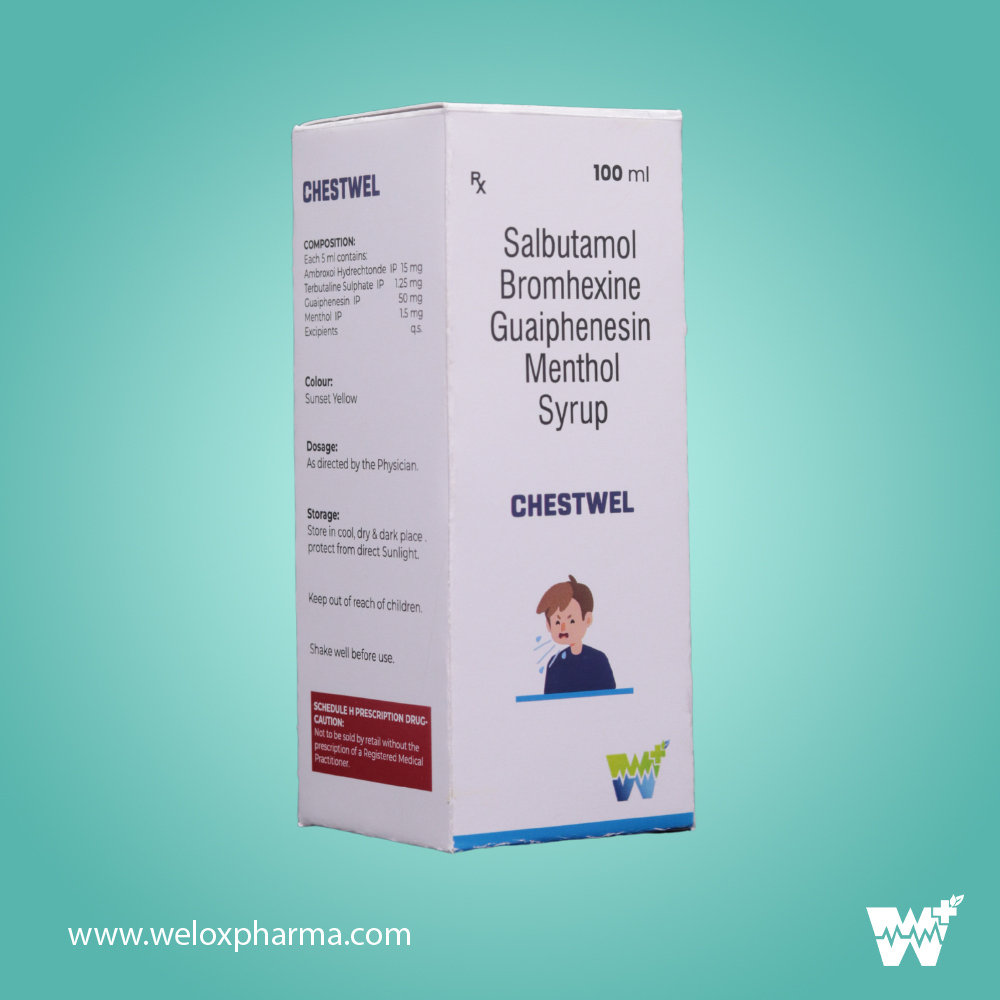 CHESTWEL
COMPOSITION:
Each 5 ml contains:
Ambroxol Hydrechtonde IP 15 mg
Terbutaline Sulphate IP 1.25 mg
Guaiphenesin IP 50 mg
Menthol IP 1.5 mg
Excipients q.s.
Colour:
Sunset Yellow
Dosage:
As directed by the Physician.
Storage:
Store in cool, dry & dark place .
protect from direct Sunlight.
Keep out of reach of children.
Shake well before use.
SCHEDULE H PRESCRIPTION DRUG-
CAUTION:
Not to be sold by retail without the
prescription of a Registered Medical
Practitioner.
Rx 100 ml
Salbutamol
Bromhexine
Guaiphenesin
Menthol
Syrup
CHESTWEL
W
www.weloxpharma.com
W